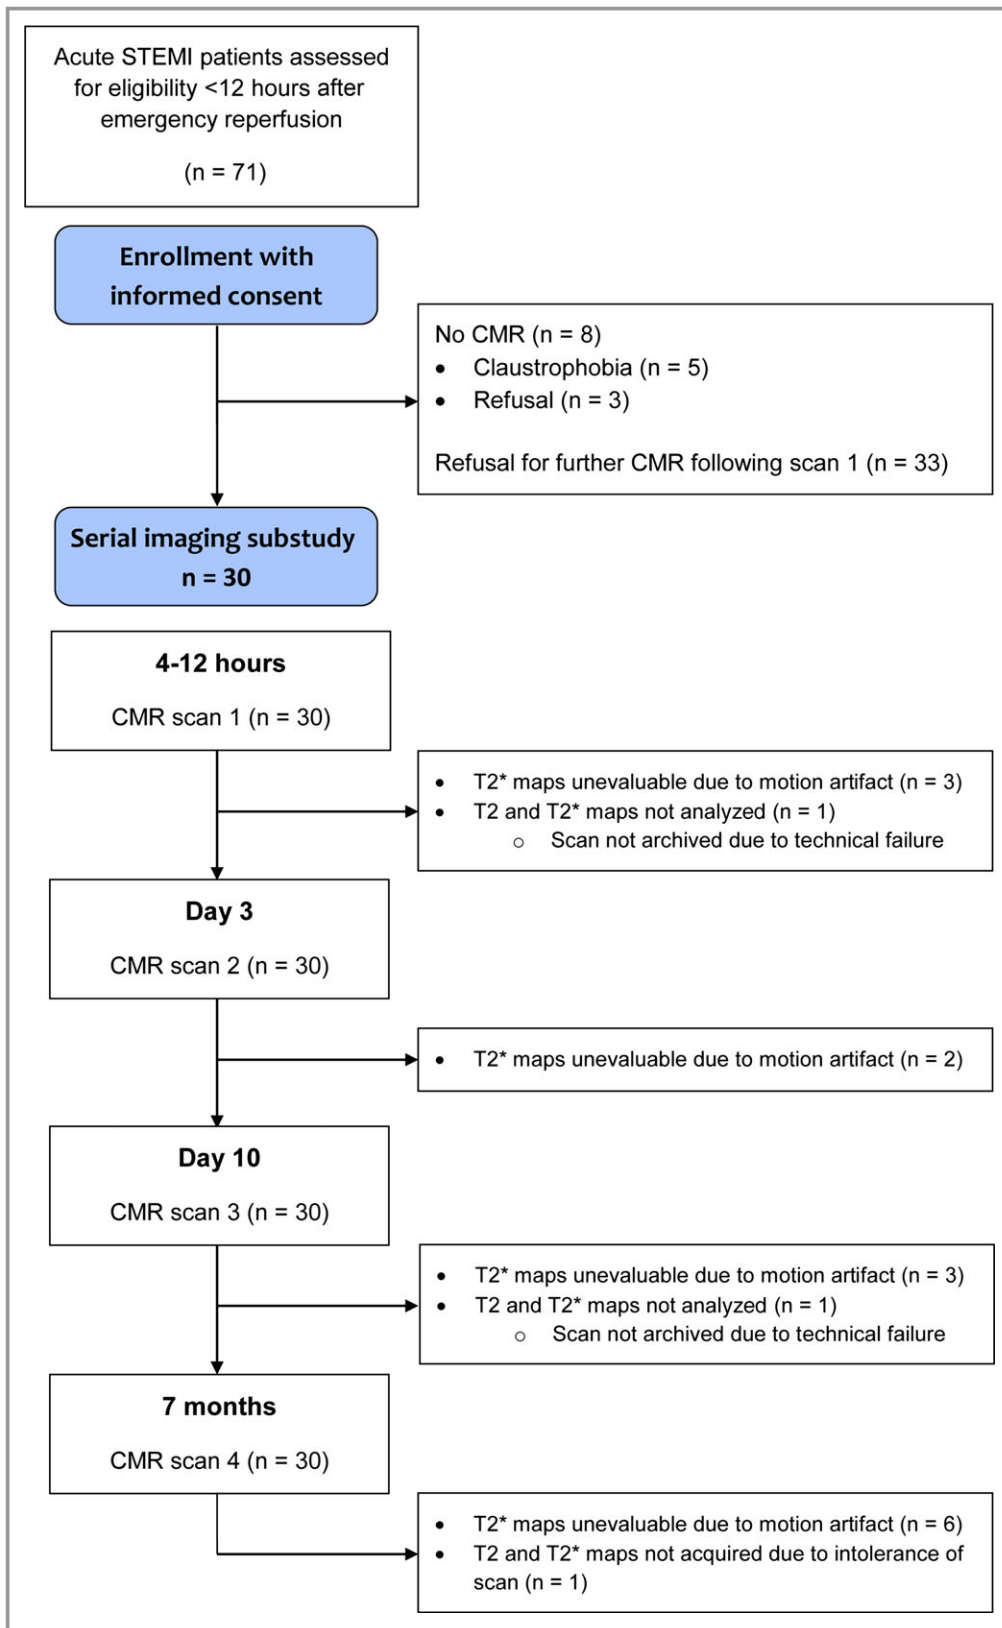 Acute STEMI patients assessed
for eligibility <12 hours after
emergency reperfusion
(n = 71)
Enrollment with
informed consent
No CMR (n = 8)
• Claustrophobia (n = 5)
• Refusal (n = 3)
Refusal for further CMR following scan 1 (n = 33)
Serial imaging substudy
n = 30
4-12 hours
CMR scan 1 (n = 30)
• T2* maps unevaluable due to motion artifact (n = 3)
• T2 and T2* maps not analyzed (n = 1)
o Scan not archived due to technical failure
Day 3
CMR scan 2 (n = 30)
• T2* maps unevaluable due to motion artifact (n = 2)
Day 10
CMR scan 3 (n = 30)
• T2* maps unevaluable due to motion artifact (n = 3)
• T2 and T2* maps not analyzed (n = 1)
o Scan not archived due to technical failure
7 months
CMR scan 4 (n = 30)
• T2* maps unevaluable due to motion artifact (n = 6)
• T2 and T2* maps not acquired due to intolerance of
scan (n = 1)